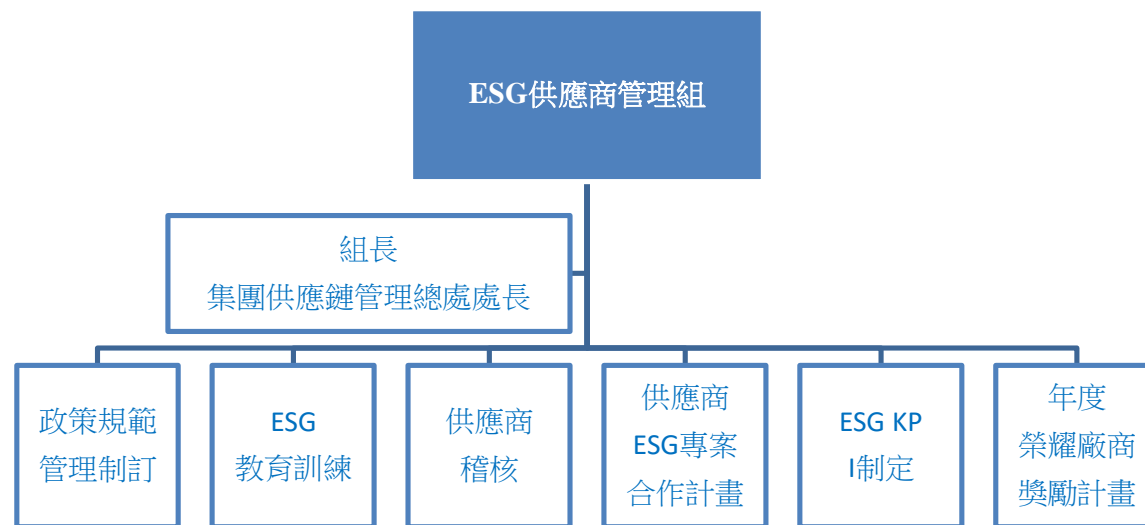 ESG供應商管理組
組長
集團供應鏈管理總處處長
政策規範
管理制訂
ESG
教育訓練
供應商
稽核
供應商
ESG專案
合作計畫
ESG KP
I制定
年度
榮耀廠商
獎勵計畫